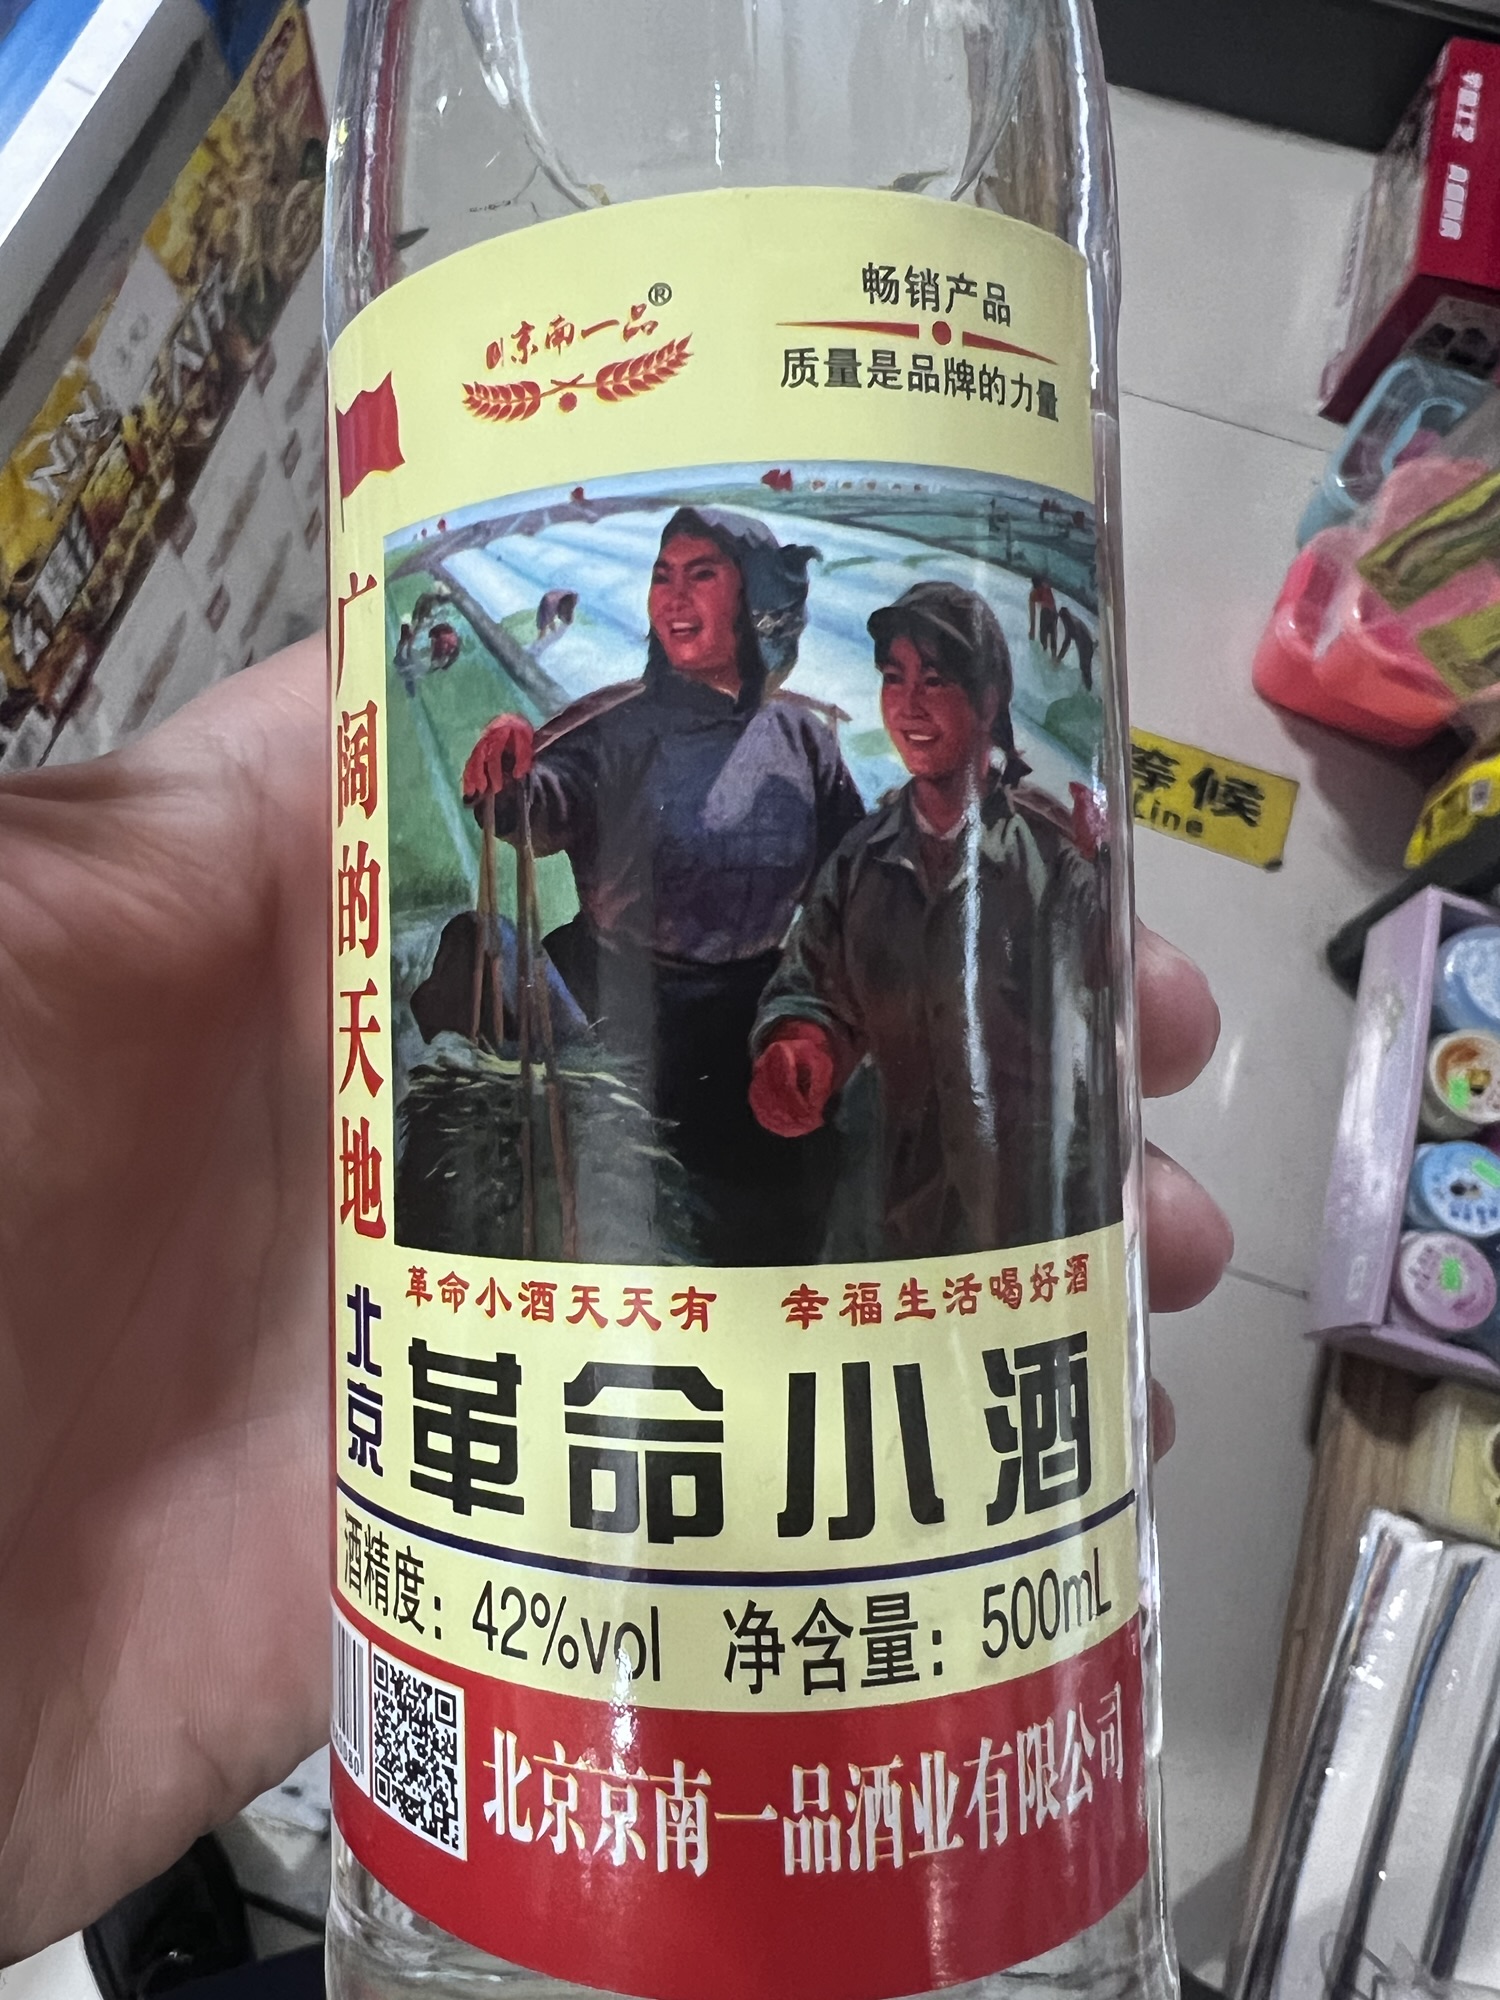 京南一品®
畅销产品
质量是品牌的力量
广阔的天地
革命小酒天天有 幸福生活喝好酒
北京
革命小酒
酒精度：42%vol 净含量：500mL
北京京南一品酒业有限公司
候
Line